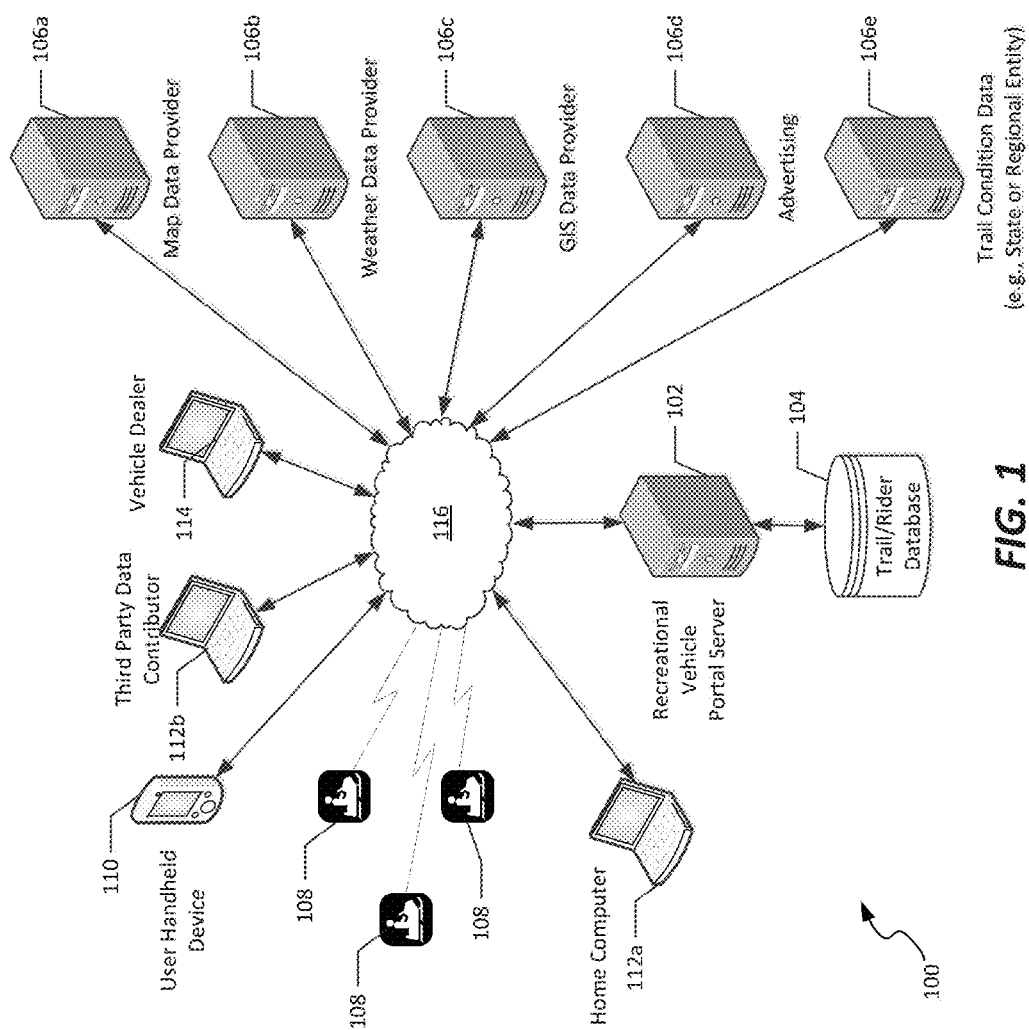 106a
Map Data Provider
106b
Weather Data Provider
106c
GIS Data Provider
106d
Advertising
106e
Trail Condition Data
(e.g., State or Regional Entity)
Vehicle Dealer
114
Third Party Data
Contributor
112b
110
User Handheld
Device
116
102
Recreational
Vehicle
Portal Server
104
Trail/Rider
Database
108
108
108
Home Computer
112a
100
FIG. 1